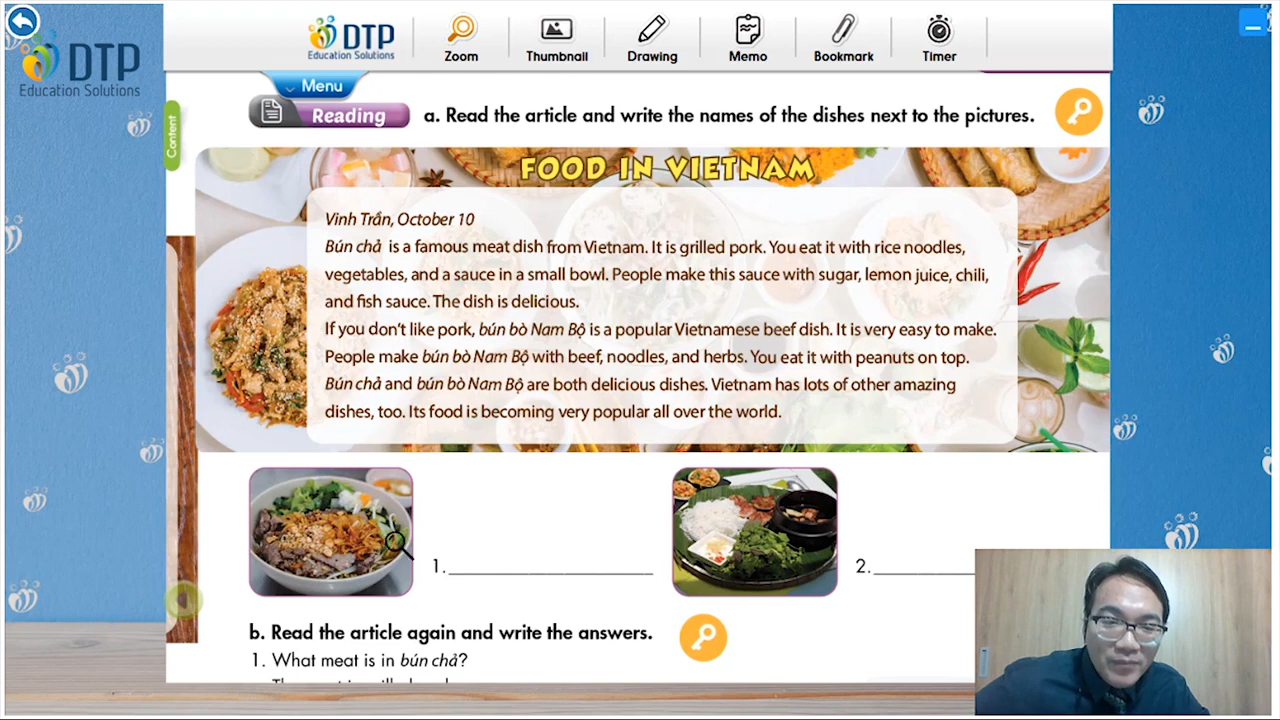 DTP
Education Solutions
DTP
Education Solutions
Zoom
Thumbnail
Drawing
Memo
Bookmark
Timer
Menu
Content
Reading
a. Read the article and write the names of the dishes next to the pictures.
FOOD IN VIETNAM
Vinh Trần, October 10
Bún chả is a famous meat dish from Vietnam. It is grilled pork. You eat it with rice noodles,
vegetables, and a sauce in a small bowl. People make this sauce with sugar, lemon juice, chili,
and fish sauce. The dish is delicious.
If you don't like pork, bún bò Nam Bộ is a popular Vietnamese beef dish. It is very easy to make.
People make bún bò Nam Bộ with beef, noodles, and herbs. You eat it with peanuts on top.
Bún chả and bún bò Nam Bộ are both delicious dishes. Vietnam has lots of other amazing
dishes, too. Its food is becoming very popular all over the world.
1. ____________________
2. __________
b. Read the article again and write the answers.
1. What meat is in bún chả?